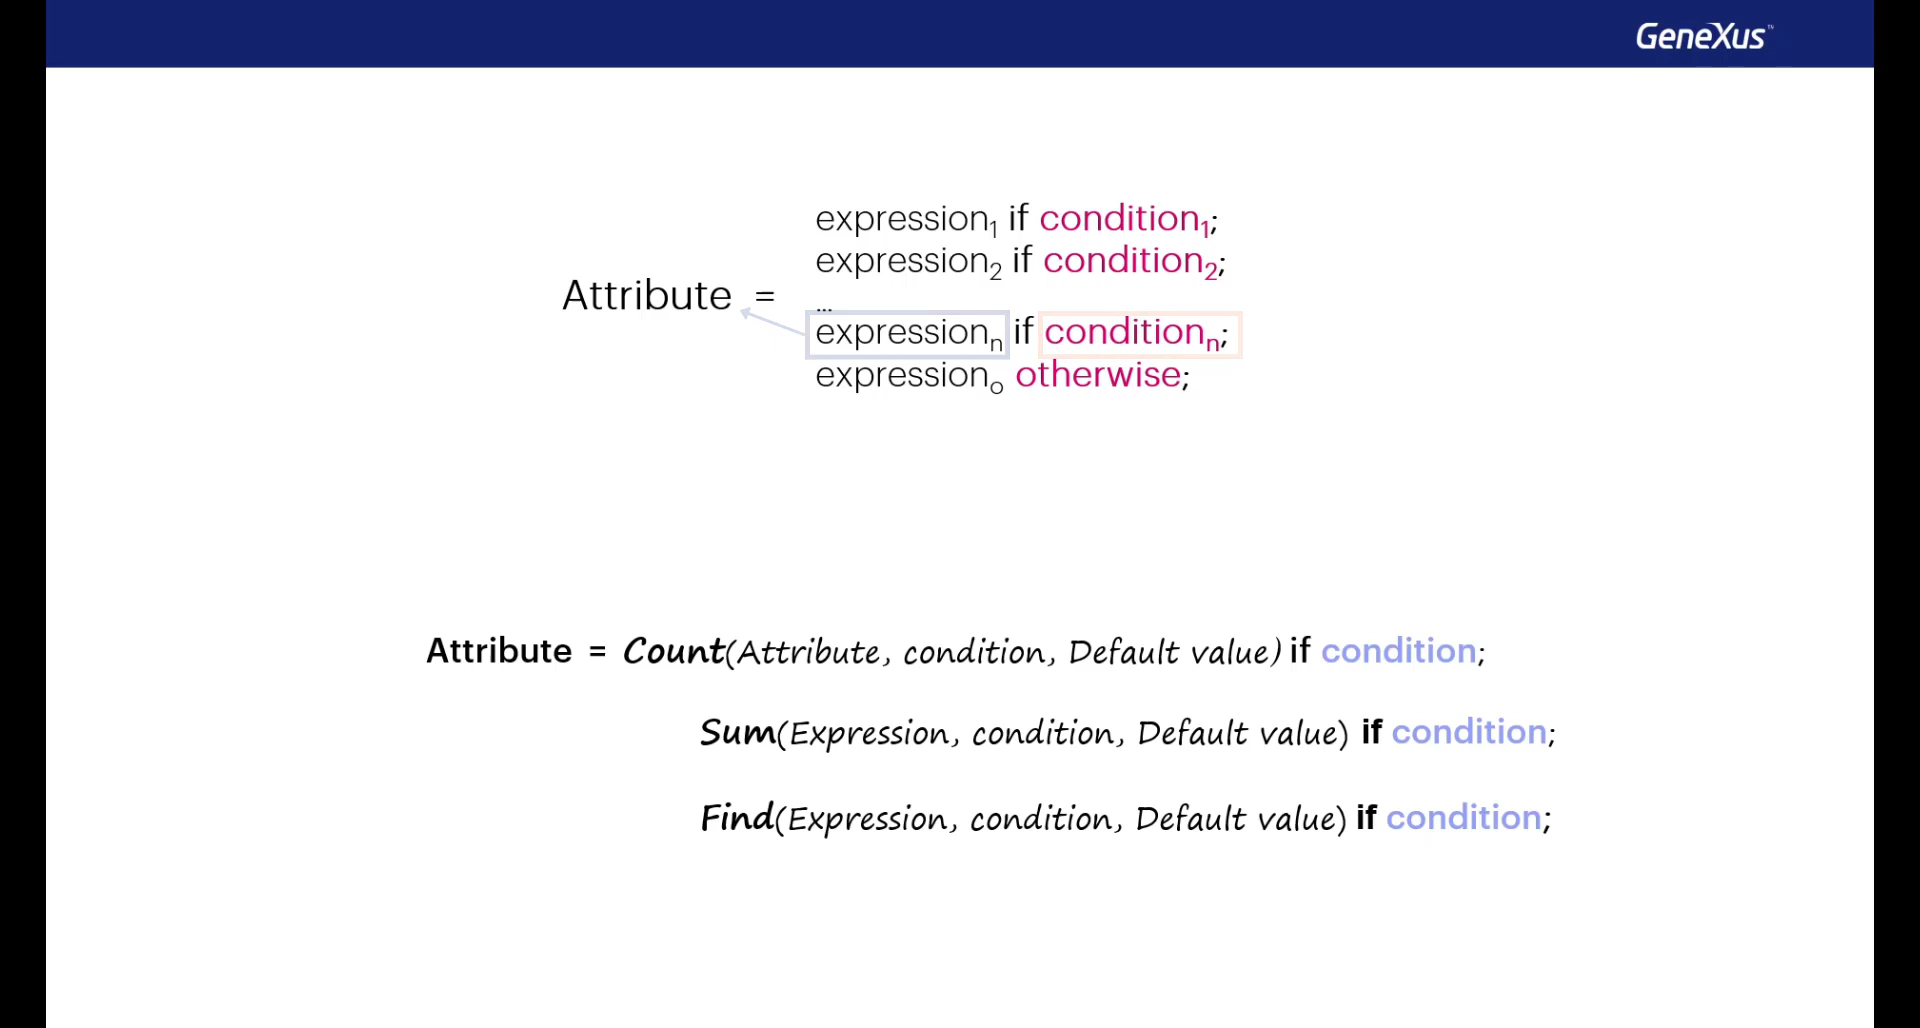 GeneXus™
expression₁ if condition₁;
expression₂ if condition₂;
Attribute =
...
expressionₙ if conditionₙ;
expressionₒ otherwise;
Attribute = Count(Attribute, condition, Default value) if condition;
Sum(Expression, condition, Default value) if condition;
Find(Expression, condition, Default value) if condition;